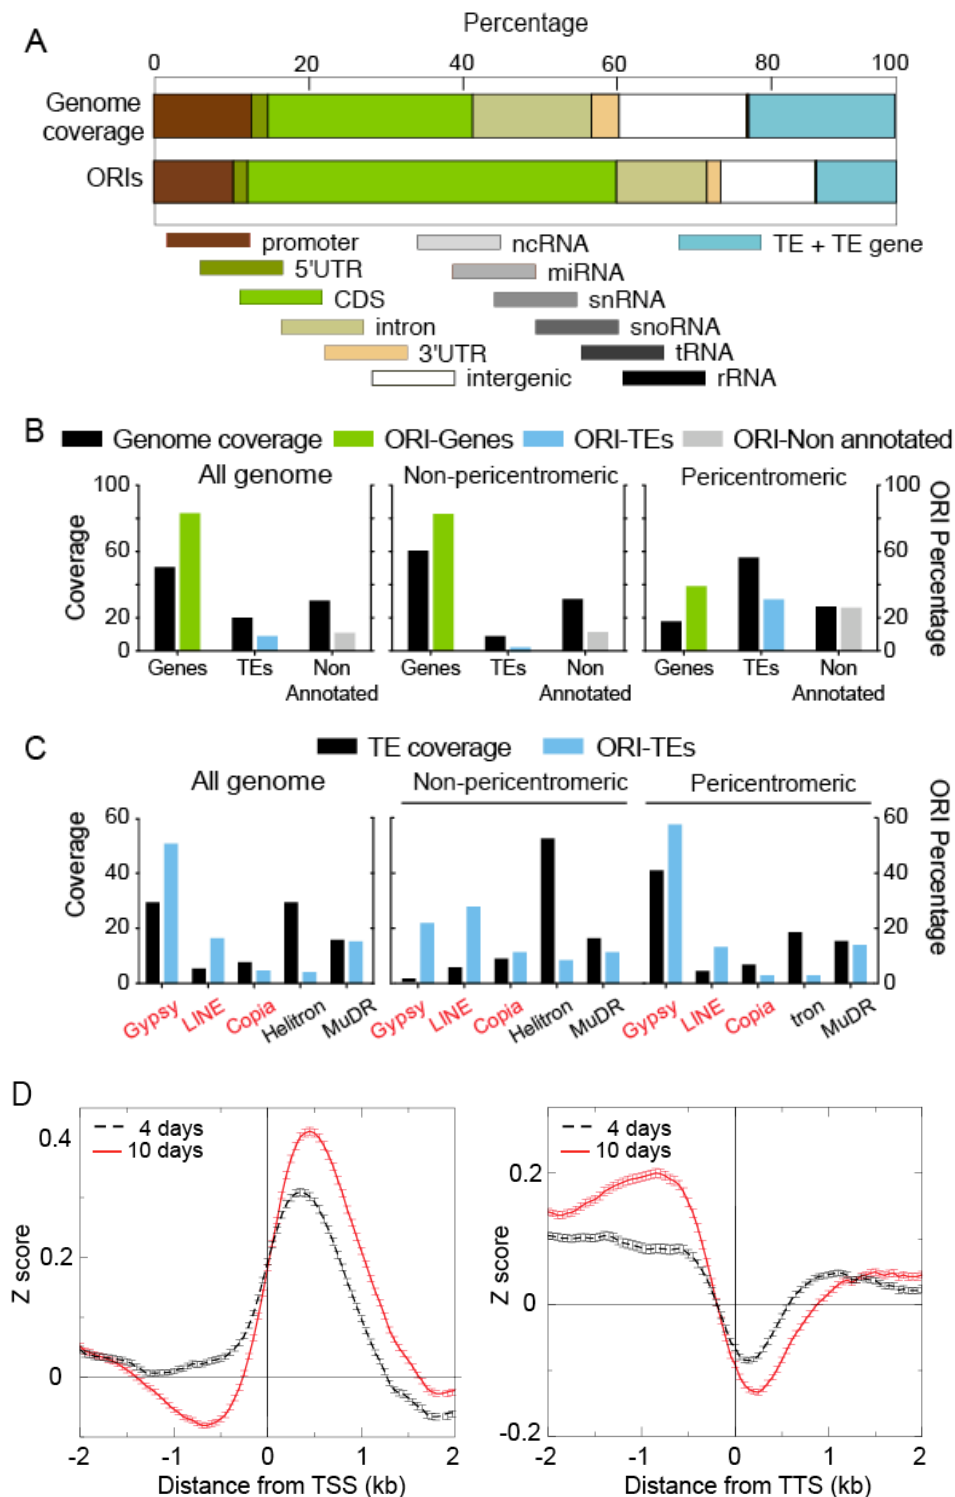 A
Percentage
0 20 40 60 80 100
Genome
coverage
ORIs
promoter ncRNA TE + TE gene
5'UTR miRNA
CDS snRNA
intron snoRNA
3'UTR tRNA
intergenic rRNA
B
Genome coverage ORI-Genes ORI-TEs ORI-Non annotated
All genome Non-pericentromeric Pericentromeric
Coverage
ORI Percentage
100 100
60 60
20 20
0 0
Genes TEs Non Annotated
Genes TEs Non Annotated
Genes TEs Non Annotated
C
TE coverage ORI-TEs
All genome Non-pericentromeric Pericentromeric
Coverage
ORI Percentage
60 60
40 40
20 20
0 0
Gypsy LINE Copia Helitron MuDR
Gypsy LINE Copia Helitron MuDR
Gypsy LINE Copia tron MuDR
D
4 days
10 days
Z score
0.4
0.2
0
-2 -1 0 1 2
Distance from TSS (kb)
4 days
10 days
Z score
0.2
0
-0.2
-2 -1 0 1 2
Distance from TTS (kb)